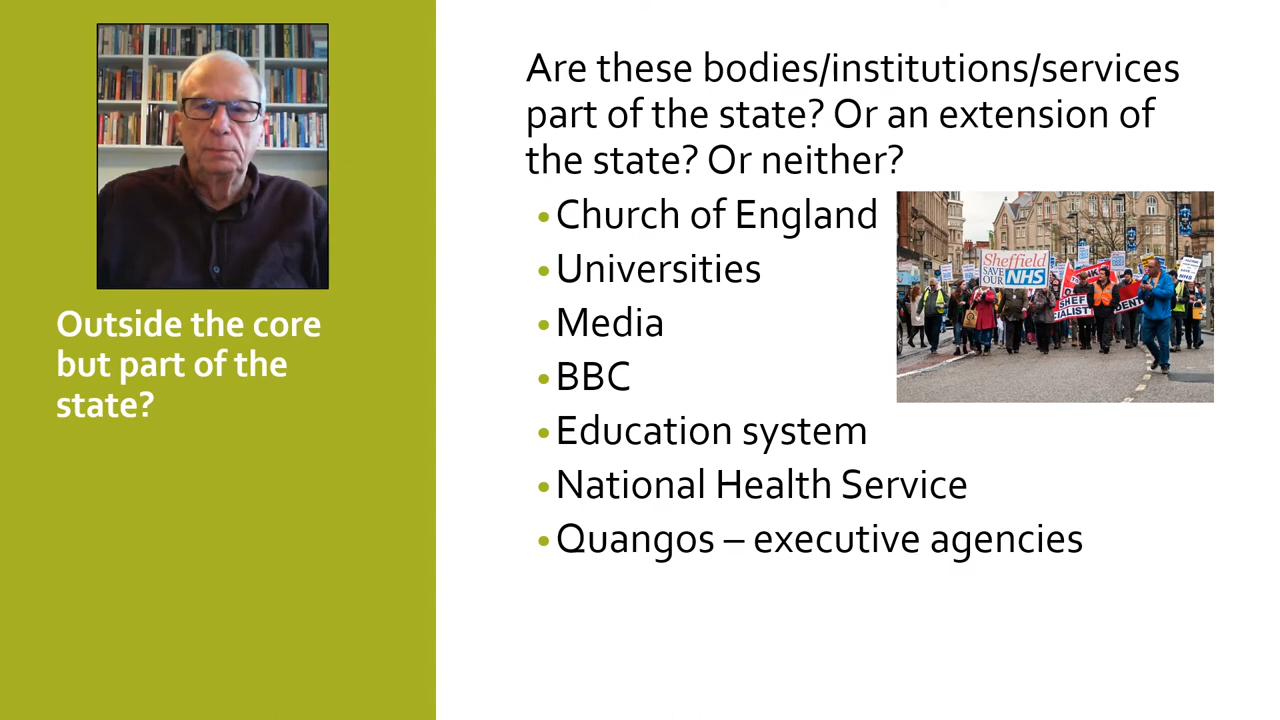 Outside the core
but part of the
state?
Are these bodies/institutions/services
part of the state? Or an extension of
the state? Or neither?
•Church of England
•Universities
•Media
•BBC
•Education system
•National Health Service
•Quangos – executive agencies
Sheffield
SAVE
OUR NHS
SHEF